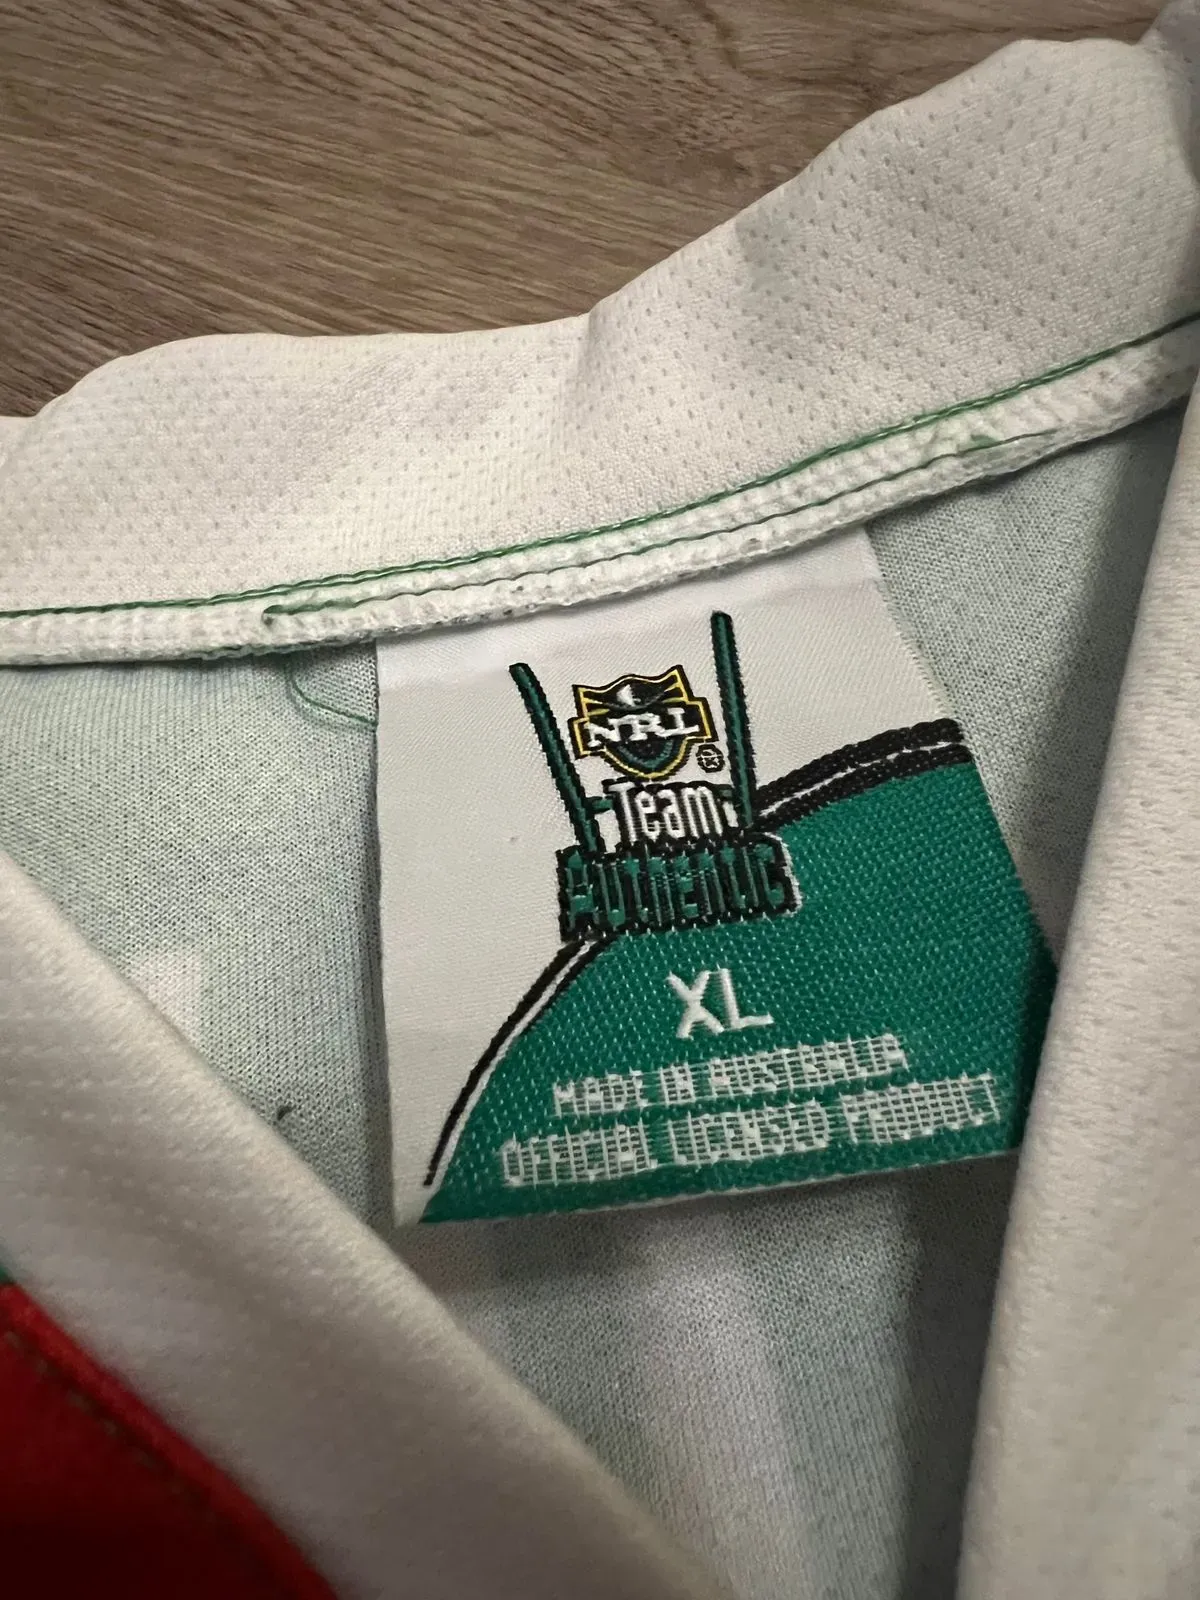 NRL
®
Team
AUTHENTIC
XL
MADE IN AUSTRALIA
OFFICIAL LICENSED PRODUCT